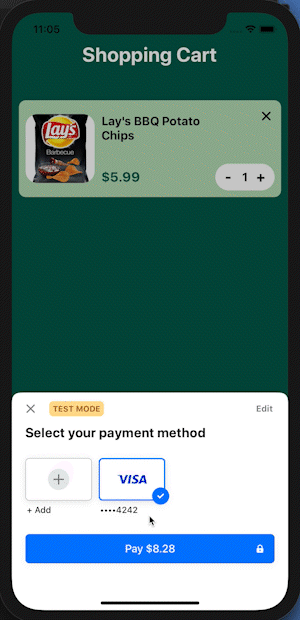 11:05
Shopping Cart
Lay's BBQ Potato
Chips
Lay's
Barbecue
$5.99
- 1 +
TEST MODE
Edit
Select your payment method
VISA
+ Add
••••4242
Pay $8.28